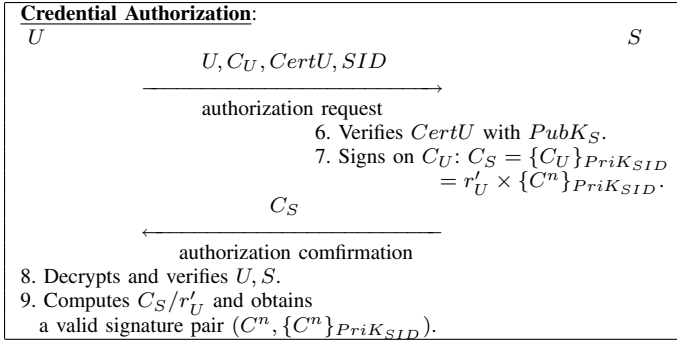 Credential Authorization:
U S
U, C_U, CertU, SID
authorization request
6. Verifies CertU with PubK_S.
7. Signs on C_U: C_S = {C_U}_{PriK_{SID}}
= r'_U × {C^n}_{PriK_{SID}}.
C_S
authorization comfirmation
8. Decrypts and verifies U, S.
9. Computes C_S/r'_U and obtains
a valid signature pair (C^n, {C^n}_{PriK_{SID}}).